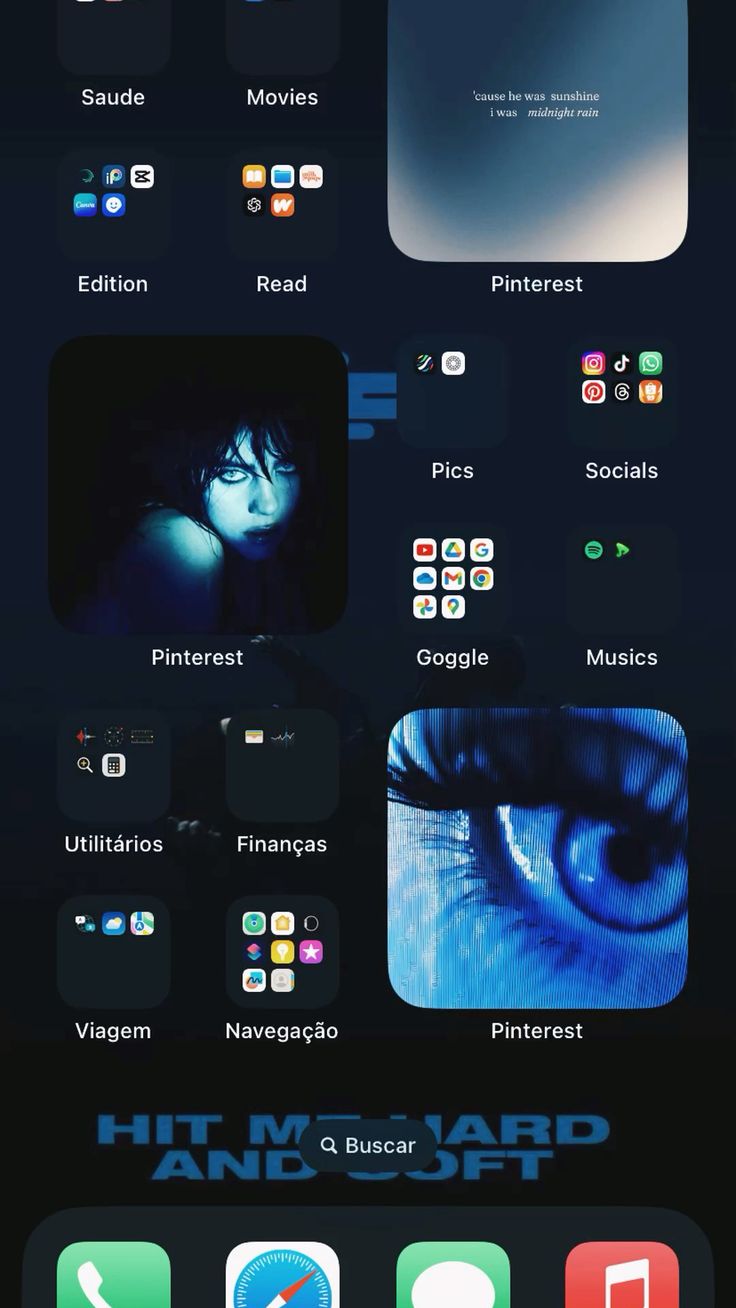 Saude
Movies
'cause he was sunshine
i was midnight rain
Edition
Read
Pinterest
Canva
Pinterest
Pics
Socials
Goggle
Musics
Utilitários
Finanças
Viagem
Navegação
Pinterest
HIT ME HARD
AND SOFT
Buscar